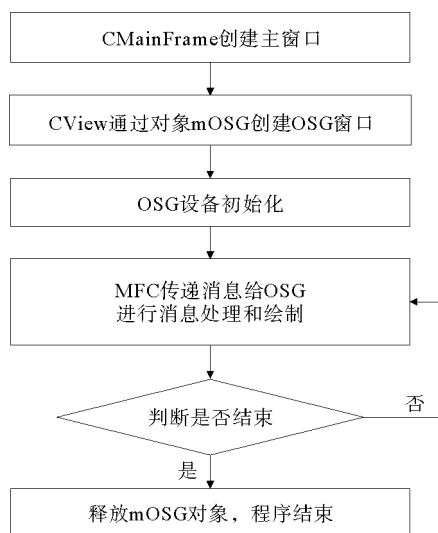 CMainFrame创建主窗口
CView通过对象mOSG创建OSG窗口
OSG设备初始化
MFC传递消息给OSG
进行消息处理和绘制
判断是否结束
否
是
释放mOSG对象，程序结束